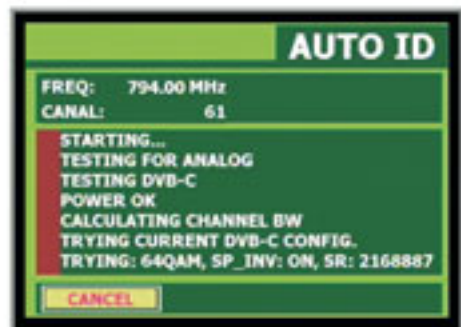 AUTO ID
FREQ: 794.00 MHz
CANAL: 61
STARTING...
TESTING FOR ANALOG
TESTING DVB-C
POWER OK
CALCULATING CHANNEL BW
TRYING CURRENT DVB-C CONFIG.
TRYING: 64QAM, SP_INV: ON, SR: 2168887
CANCEL